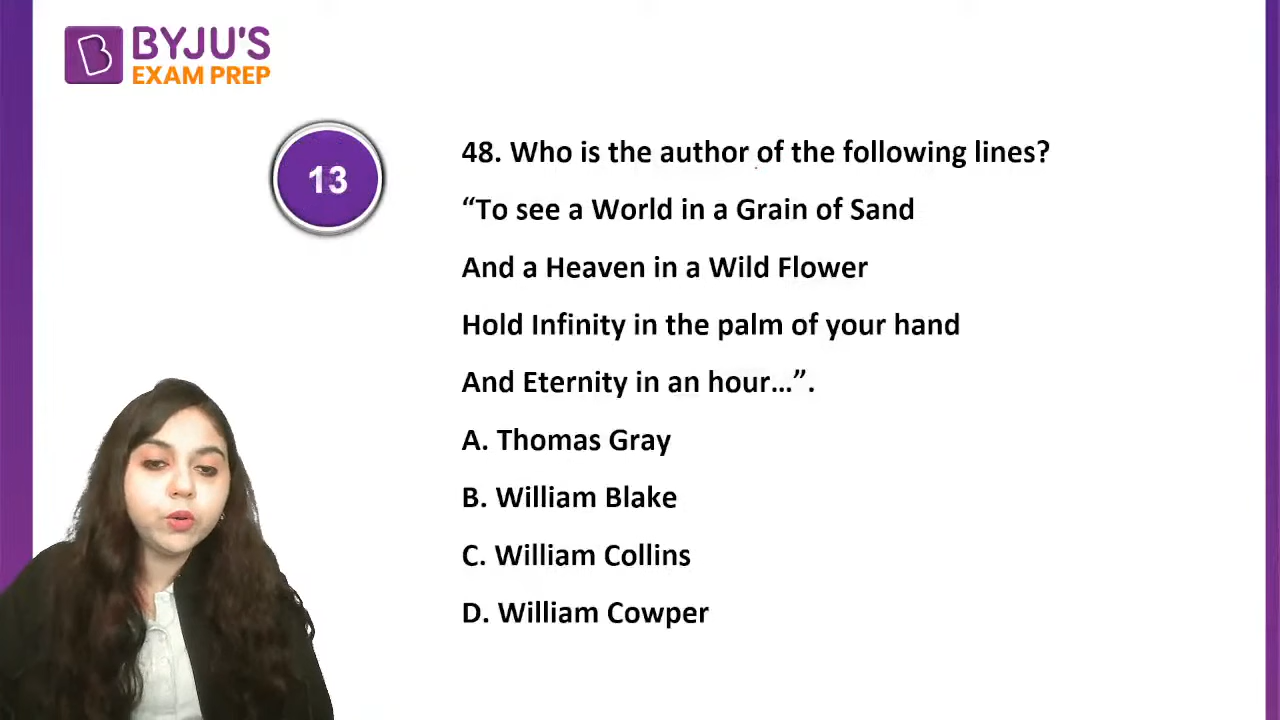 BYJU'S
EXAM PREP
13
48. Who is the author of the following lines?
“To see a World in a Grain of Sand
And a Heaven in a Wild Flower
Hold Infinity in the palm of your hand
And Eternity in an hour…”.
A. Thomas Gray
B. William Blake
C. William Collins
D. William Cowper